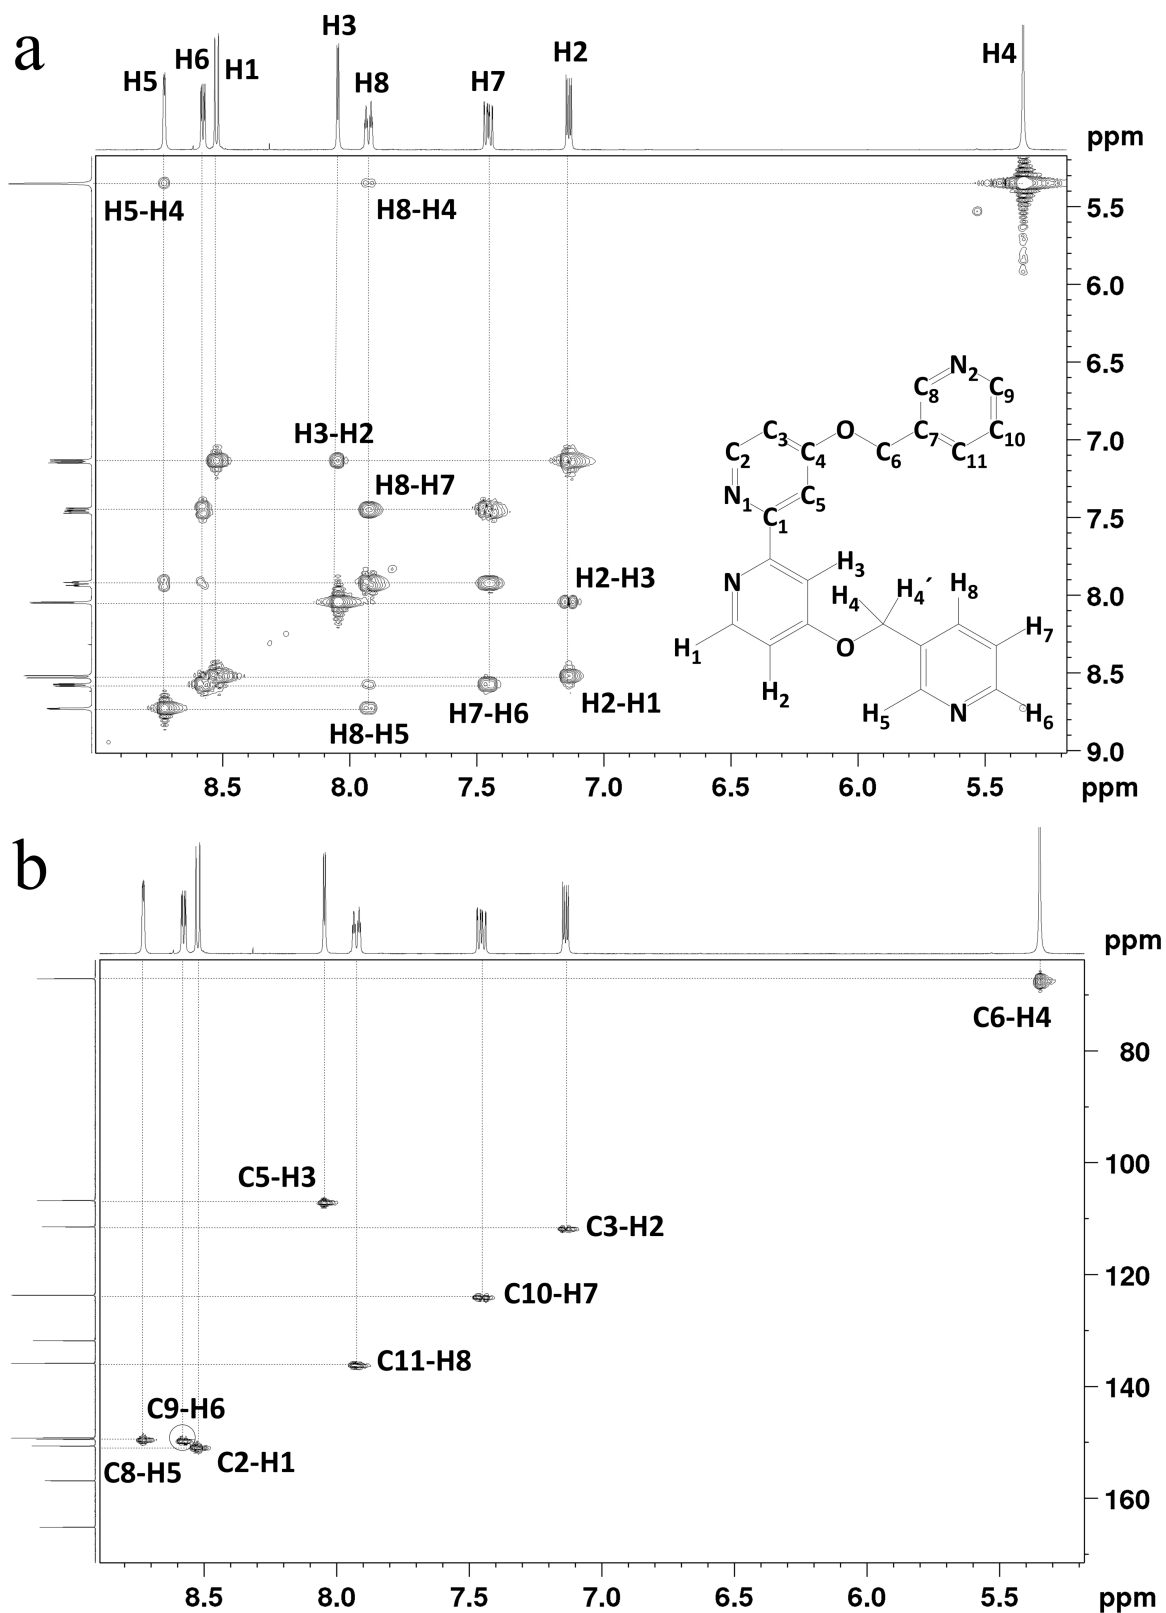 a
H5 H6 H1 H3 H8 H7 H2 H4
ppm
H5-H4 H8-H4
5.5
6.0
6.5
7.0
7.5
8.0
8.5
9.0
H3-H2
H8-H7
H2-H3
H2-H1
H7-H6
H8-H5
N2
C8 C9
C3 O C7 C10
C2 C4 C6 C11
N1 C5
C1
H3
N H4 H4´ H8
H7
H1 O
H2 H5 N H6
8.5 8.0 7.5 7.0 6.5 6.0 5.5 ppm
b
ppm
C6-H4
80
100
C5-H3
C3-H2
120
C10-H7
C11-H8
140
C9-H6
C8-H5 C2-H1
160
8.5 8.0 7.5 7.0 6.5 6.0 5.5 ppm